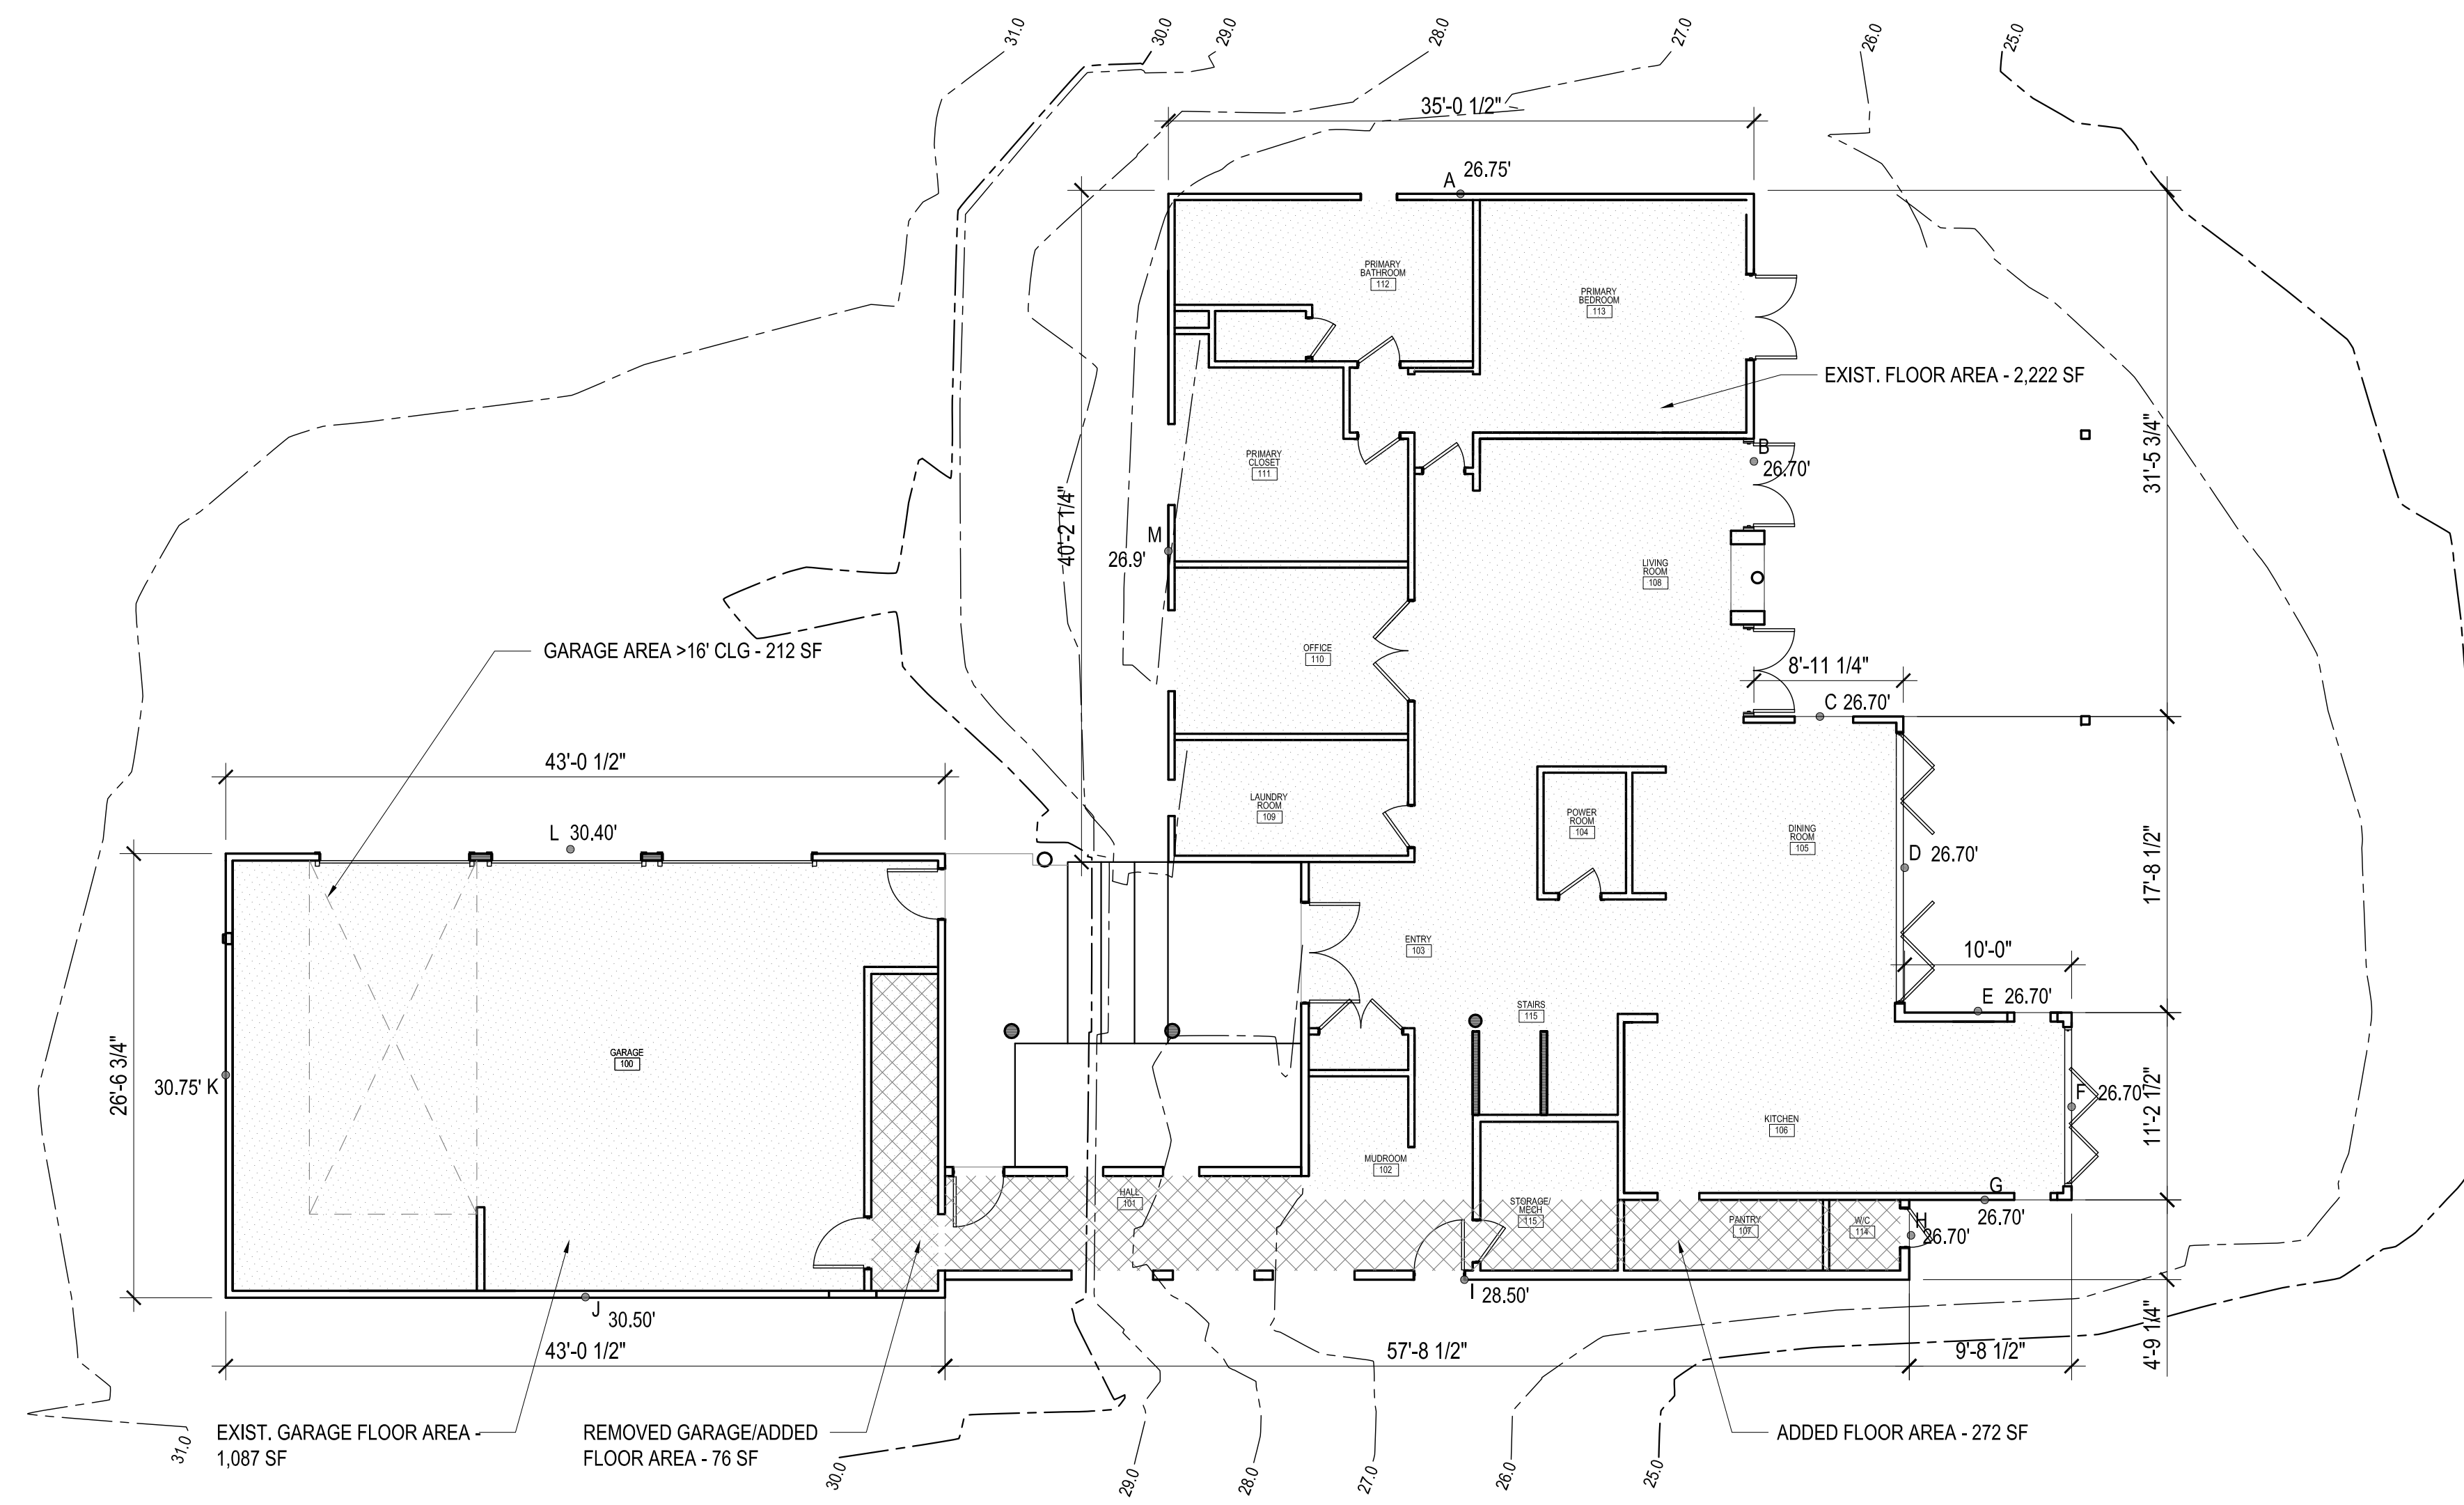 31.0
30.0
29.0
28.0
27.0
26.0
25.0
35'-0 1/2"
A
26.75'
PRIMARY
BATHROOM
112
PRIMARY
BEDROOM
113
EXIST. FLOOR AREA - 2,222 SF
31'-5 3/4"
B
26.70'
PRIMARY
CLOSET
111
40'-2 1/4"
M
26.9'
LIVING
ROOM
108
OFFICE
110
GARAGE AREA >16' CLG - 212 SF
8'-11 1/4"
C 26.70'
43'-0 1/2"
L 30.40'
LAUNDRY
ROOM
109
POWER
ROOM
104
DINING
ROOM
105
D 26.70'
17'-8 1/2"
ENTRY
103
10'-0"
E 26.70'
STAIRS
115
26'-6 3/4"
GARAGE
100
30.75' K
F 26.70'
11'-2 1/2"
KITCHEN
106
MUDROOM
102
HALL
101
STORAGE/
MECH
115
PANTRY
107
W/C
114
G
26.70'
H
26.70'
I 28.50'
J
30.50'
4'-9 1/4"
43'-0 1/2"
57'-8 1/2"
9'-8 1/2"
EXIST. GARAGE FLOOR AREA -
1,087 SF
REMOVED GARAGE/ADDED
FLOOR AREA - 76 SF
ADDED FLOOR AREA - 272 SF
31.0
30.0
29.0
28.0
27.0
26.0
25.0